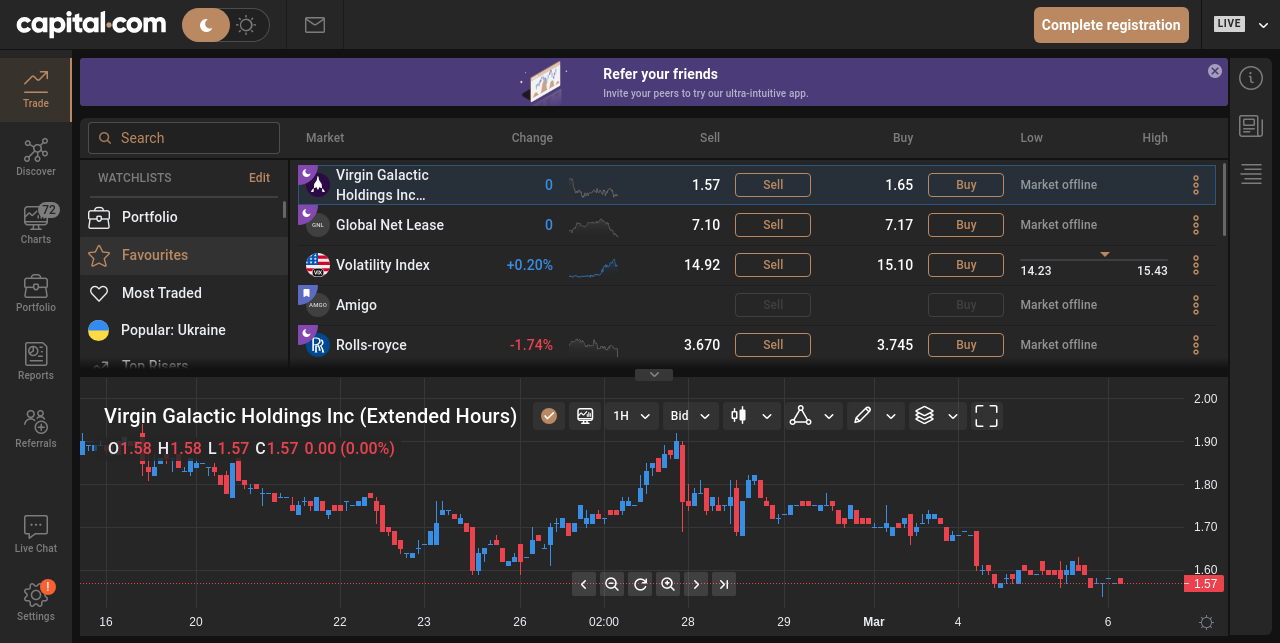 capital.com
Complete registration
LIVE
Refer your friends
Invite your peers to try our ultra-intuitive app.
Trade
Discover
72
Charts
Portfolio
Reports
Referrals
Live Chat
!
Settings
Search
WATCHLISTS Edit
Portfolio
Favourites
Most Traded
Popular: Ukraine
Top Risers
Market Change Sell Buy Low High
Virgin Galactic
Holdings Inc… 0 1.57 Sell 1.65 Buy Market offline
GNL Global Net Lease 0 7.10 Sell 7.17 Buy Market offline
VIX Volatility Index +0.20% 14.92 Sell 15.10 Buy 14.23 15.43
AMIGO Amigo Sell Buy Market offline
Rolls-royce -1.74% 3.670 Sell 3.745 Buy Market offline
Virgin Galactic Holdings Inc (Extended Hours) 1H Bid
O1.58 H1.58 L1.57 C1.57 0.00 (0.00%)
2.00
1.90
1.80
1.70
1.60
1.57
16 20 22 23 26 02:00 28 29 Mar 4 6